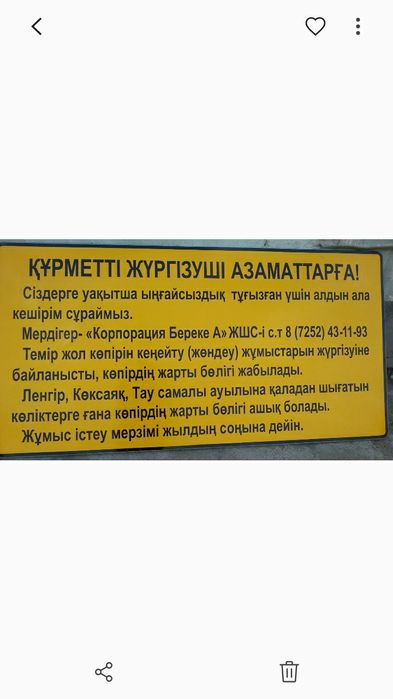 ҚҰРМЕТТІ ЖҮРГІЗУШІ АЗАМАТТАРҒА!
Сіздерге уақытша ыңғайсыздық тұғызған үшін алдын ала
кешірім сұраймыз.
Мердігер- «Корпорация Береке А» ЖШС-і с.т 8 (7252) 43-11-93
Темір жол көпірін кеңейту (жөндеу) жұмыстарын жүргізуіне
байланысты, көпірдің жарты бөлігі жабылады.
Ленгір, Көксаяқ, Тау самалы ауылына қаладан шығатын
көліктерге ғана көпірдің жарты бөлігі ашық болады.
Жұмыс істеу мерзімі жылдың соңына дейін.